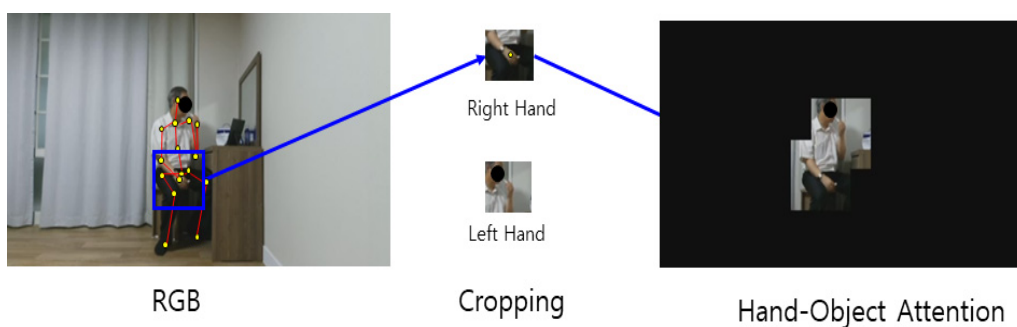 Right Hand
Left Hand
RGB
Cropping
Hand-Object Attention